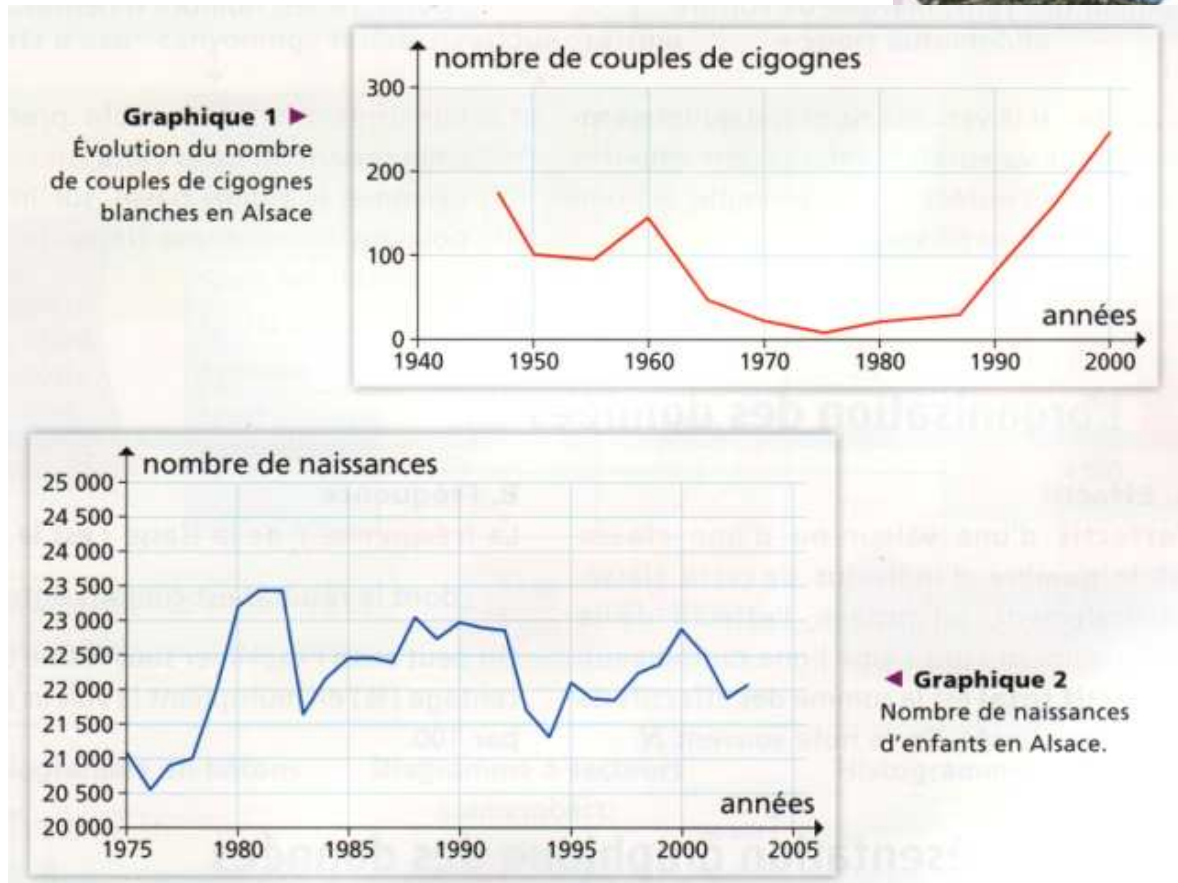 nombre de couples de cigognes
Graphique 1 ►
Évolution du nombre
de couples de cigognes
blanches en Alsace
300
200
100
0
années
1940 1950 1960 1970 1980 1990 2000
nombre de naissances
25 000
24 500
24 000
23 500
23 000
22 500
22 000
21 500
21 000
20 500
20 000
années
1975 1980 1985 1990 1995 2000 2005
◄ Graphique 2
Nombre de naissances
d'enfants en Alsace.